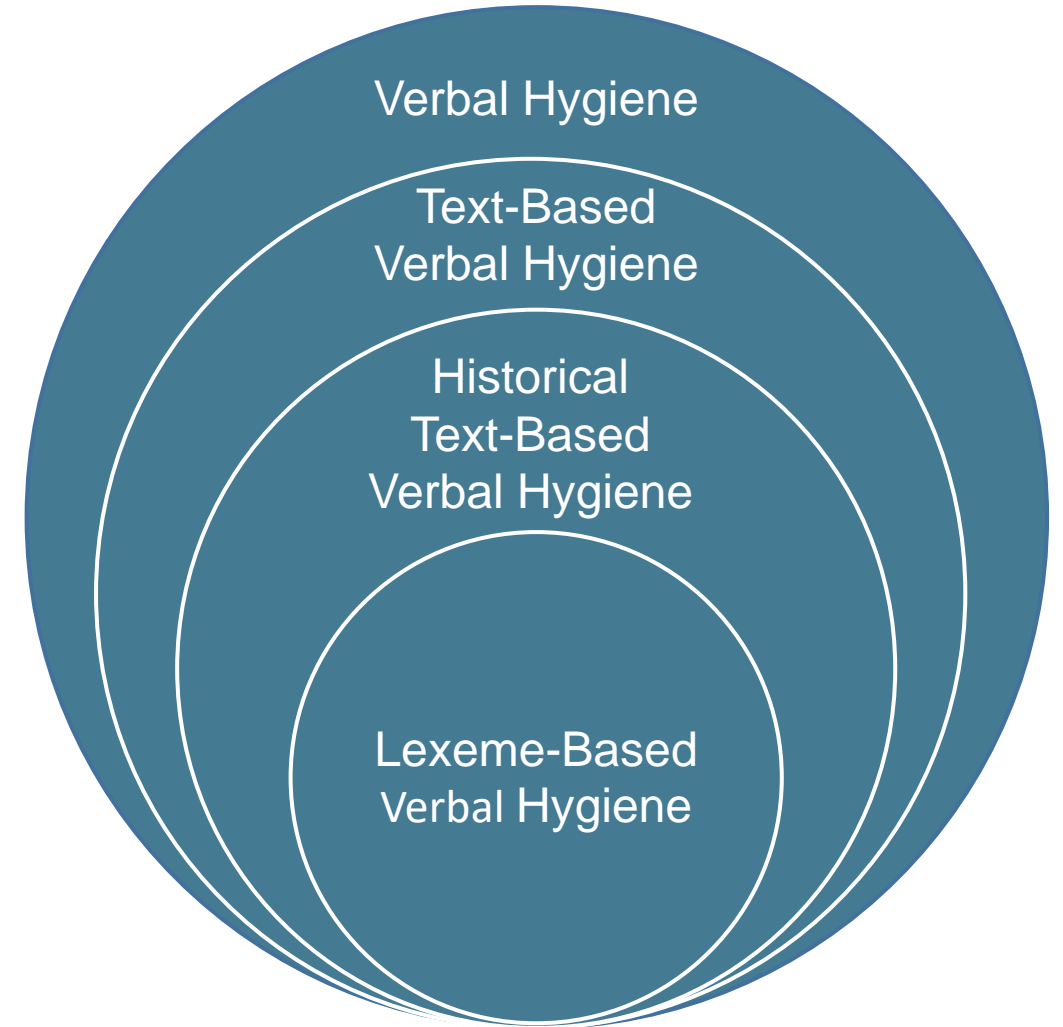 Verbal Hygiene
Text-Based
Verbal Hygiene
Historical
Text-Based
Verbal Hygiene
Lexeme-Based
Verbal Hygiene